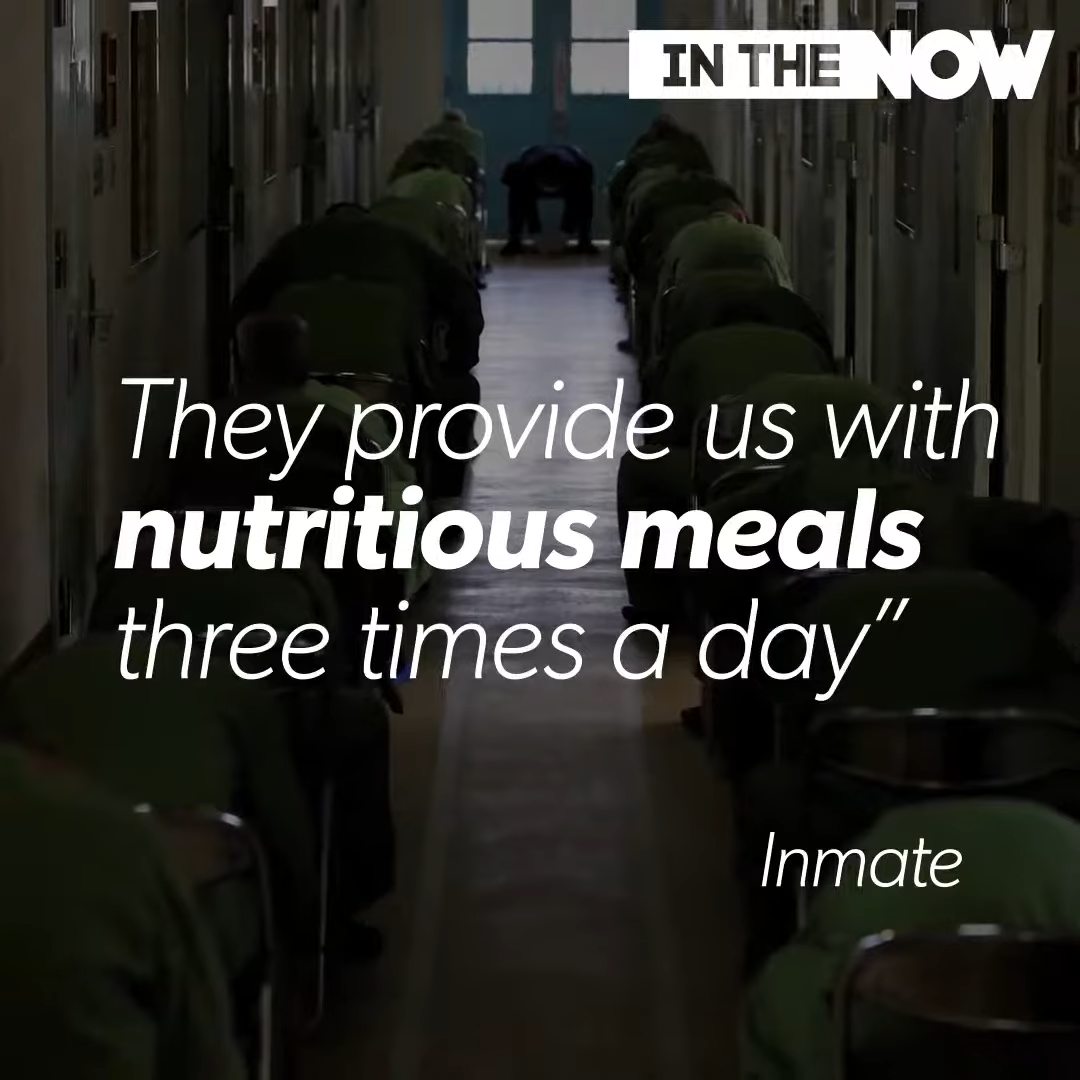 IN THE NOW
They provide us with
nutritious meals
three times a day”
Inmate